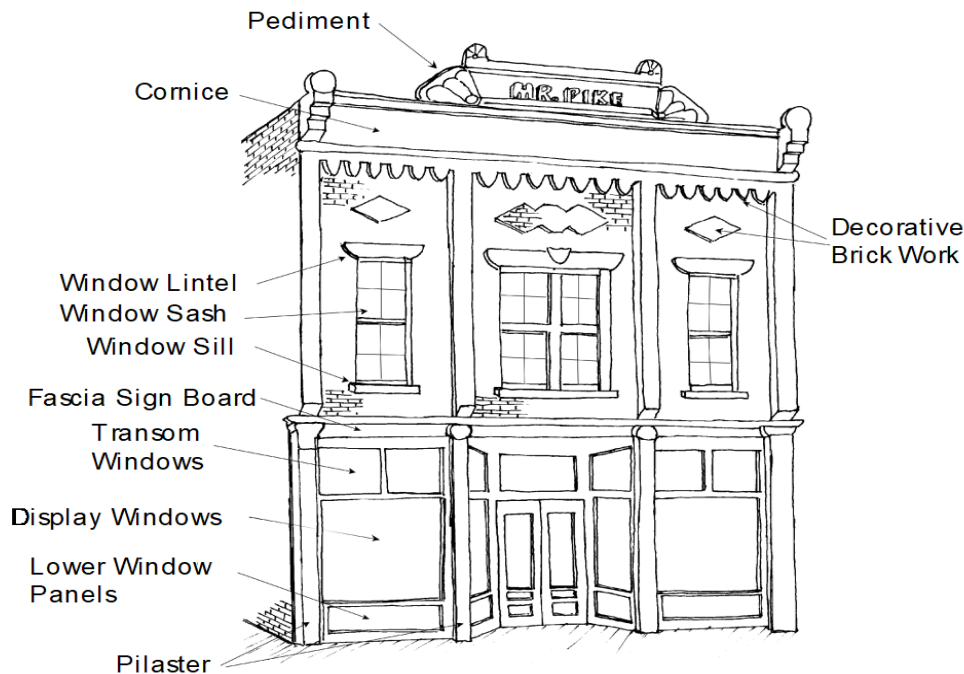 Pediment
Cornice
MR. PIKE
Decorative
Brick Work
Window Lintel
Window Sash
Window Sill
Fascia Sign Board
Transom
Windows
Display Windows
Lower Window
Panels
Pilaster